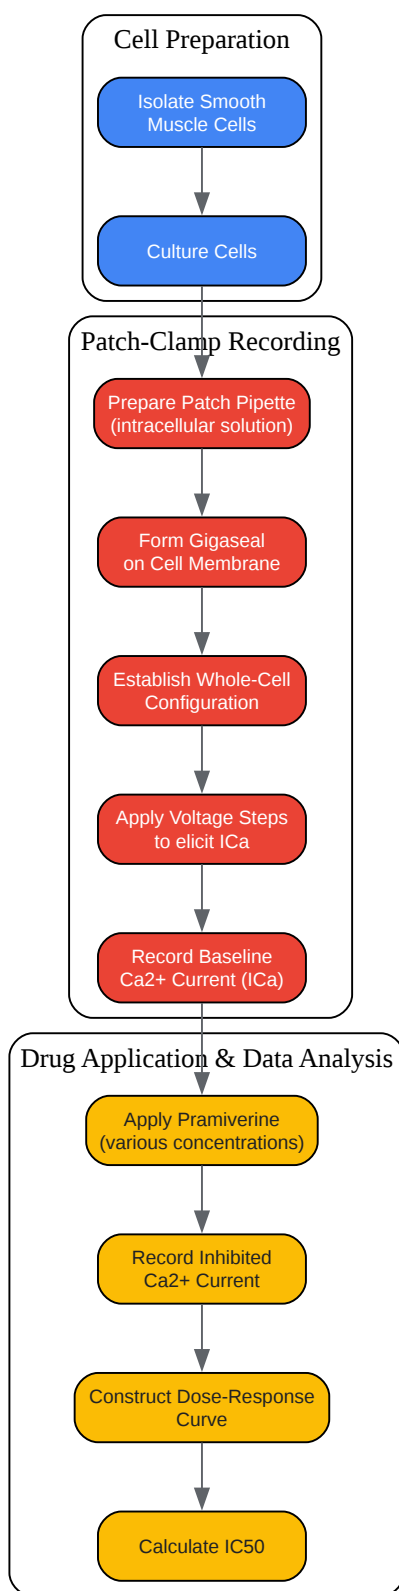 Cell Preparation
Isolate Smooth
Muscle Cells
Culture Cells
Patch-Clamp Recording
Prepare Patch Pipette
(intracellular solution)
Form Gigaseal
on Cell Membrane
Establish Whole-Cell
Configuration
Apply Voltage Steps
to elicit ICa
Record Baseline
Ca2+ Current (ICa)
Drug Application & Data Analysis
Apply Pramiverine
(various concentrations)
Record Inhibited
Ca2+ Current
Construct Dose-Response
Curve
Calculate IC50